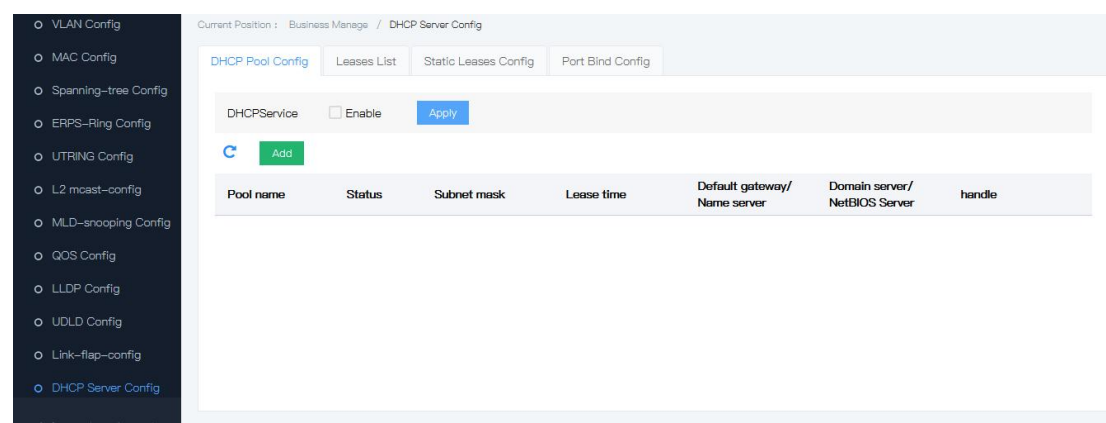 VLAN Config
MAC Config
Spanning-tree Config
ERPS-Ring Config
UTRING Config
L2 mcast-config
MLD-snooping Config
QOS Config
LLDP Config
UDLD Config
Link-flap-config
DHCP Server Config
Current Position : Business Manage / DHCP Server Config
DHCP Pool Config Leases List Static Leases Config Port Bind Config
DHCPService Enable Apply
Add
Pool name Status Subnet mask Lease time Default gateway/ Name server Domain server/ NetBIOS Server handle